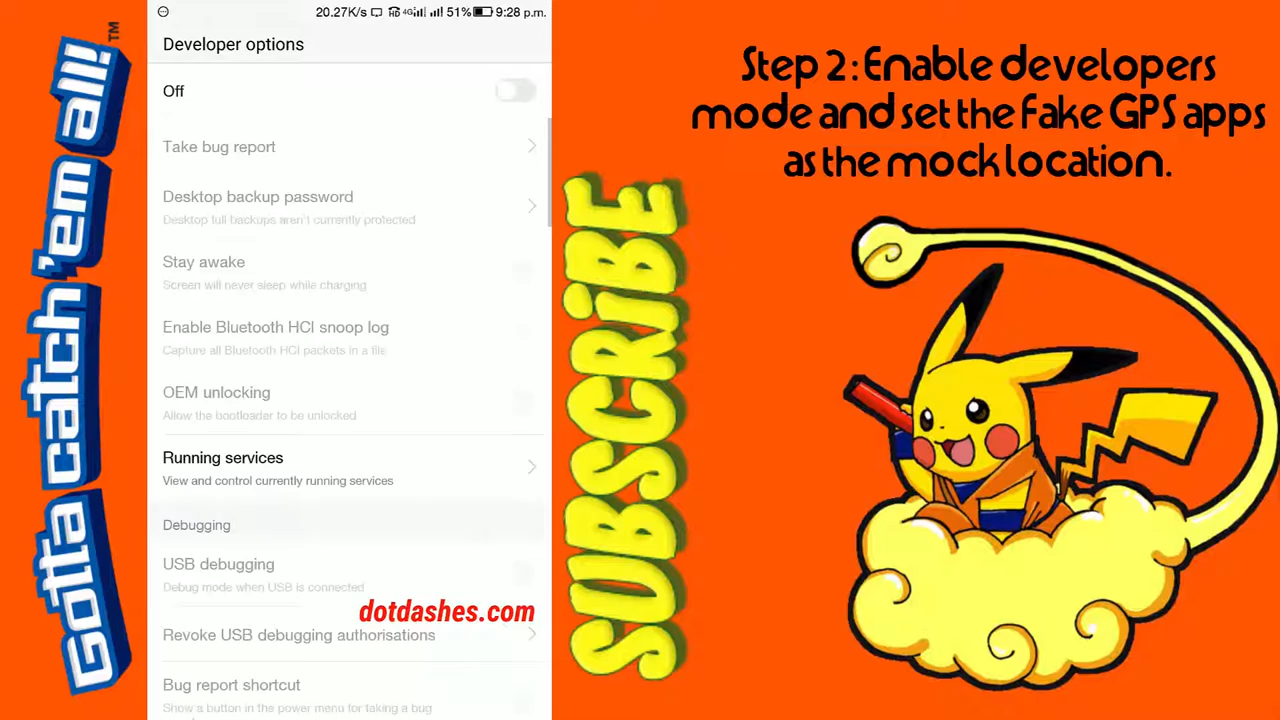 Gotta catch 'em all!™
20.27K/s HD 4G 51% 9:28 p.m.
Developer options
Off
Take bug report
Desktop backup password
Desktop full backups aren't currently protected
Stay awake
Screen will never sleep while charging
Enable Bluetooth HCI snoop log
Capture all Bluetooth HCI packets in a file
OEM unlocking
Allow the bootloader to be unlocked
Running services
View and control currently running services
Debugging
USB debugging
Debug mode when USB is connected
dotdashes.com
Revoke USB debugging authorisations
Bug report shortcut
Show a button in the power menu for taking a bug
SUBSCRiBE
Step 2: Enable developers
mode and set the Fake GPS apps
as the mock location.